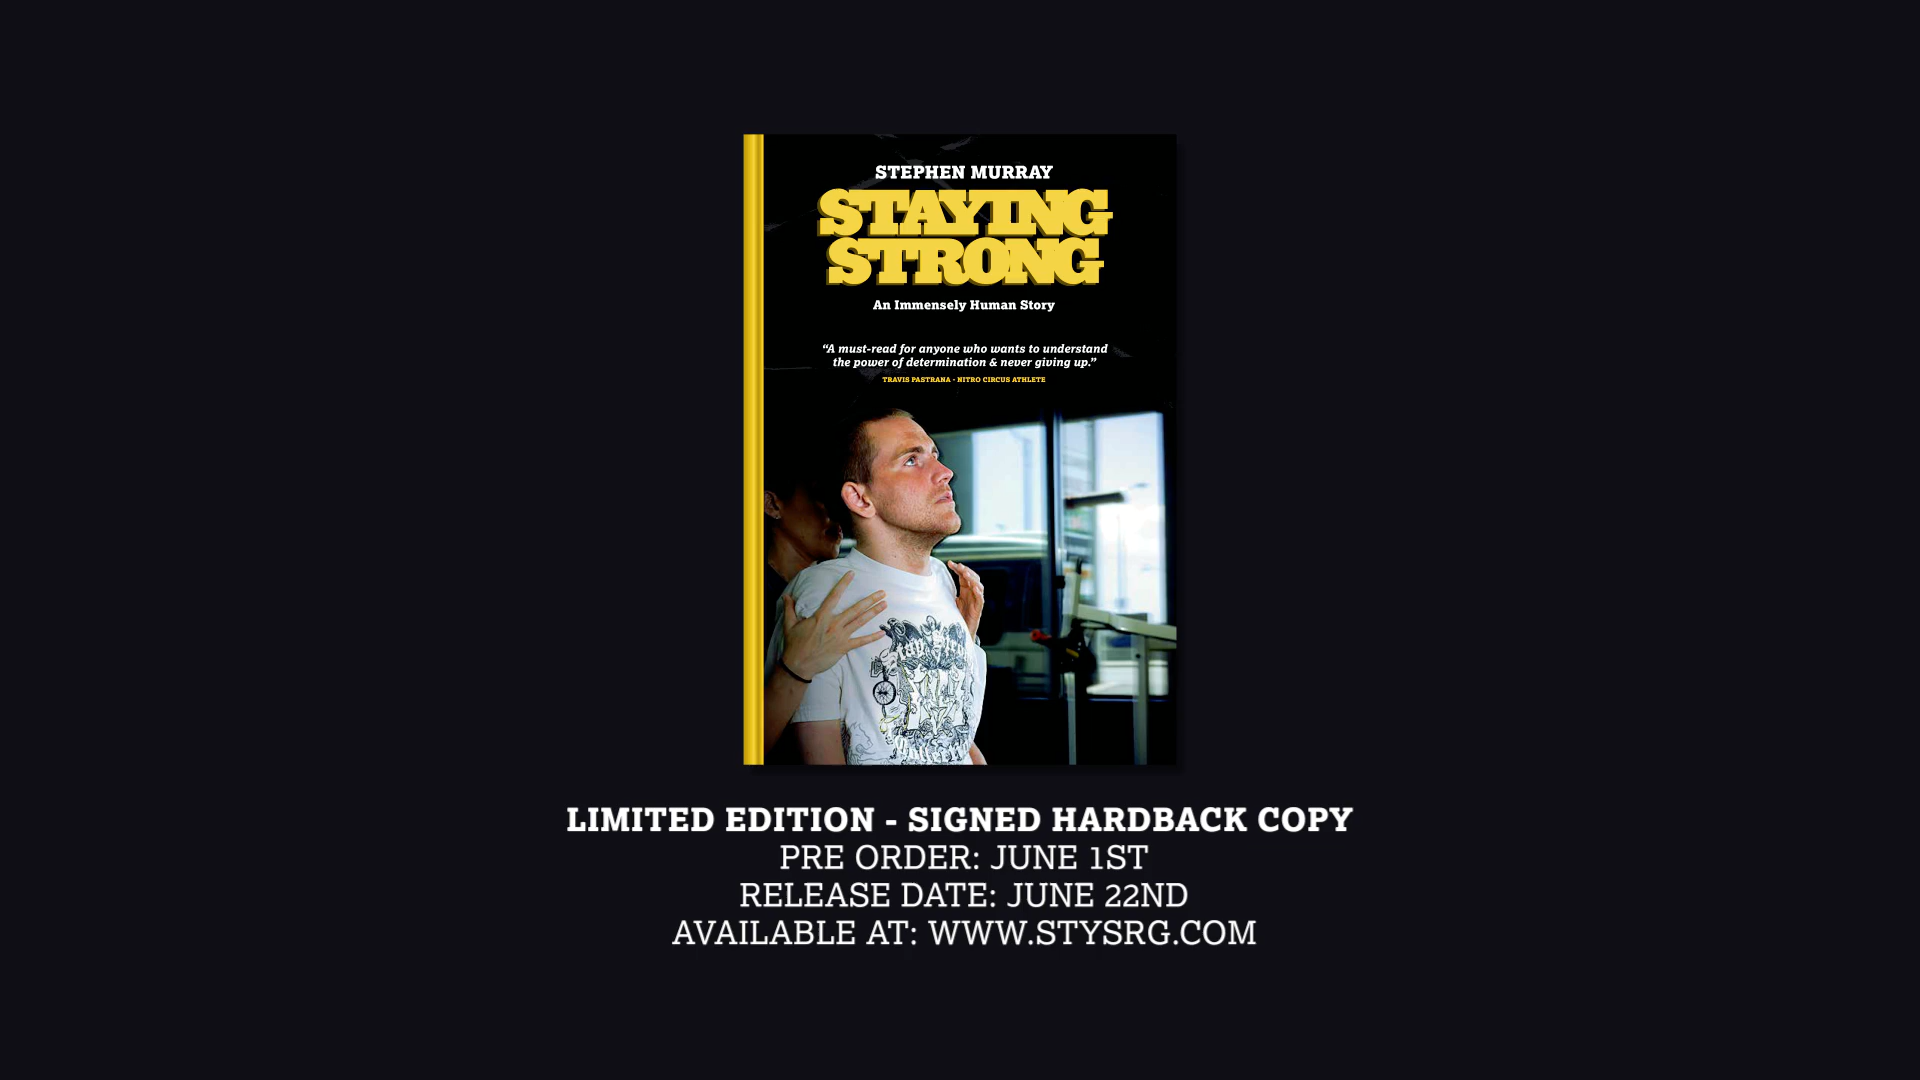 STEPHEN MURRAY
STAYING
STRONG
An Immensely Human Story
“A must-read for anyone who wants to understand
the power of determination & never giving up.”
TRAVIS PASTRANA - NITRO CIRCUS ATHLETE
LIMITED EDITION - SIGNED HARDBACK COPY
PRE ORDER: JUNE 1ST
RELEASE DATE: JUNE 22ND
AVAILABLE AT: WWW.STYSRG.COM